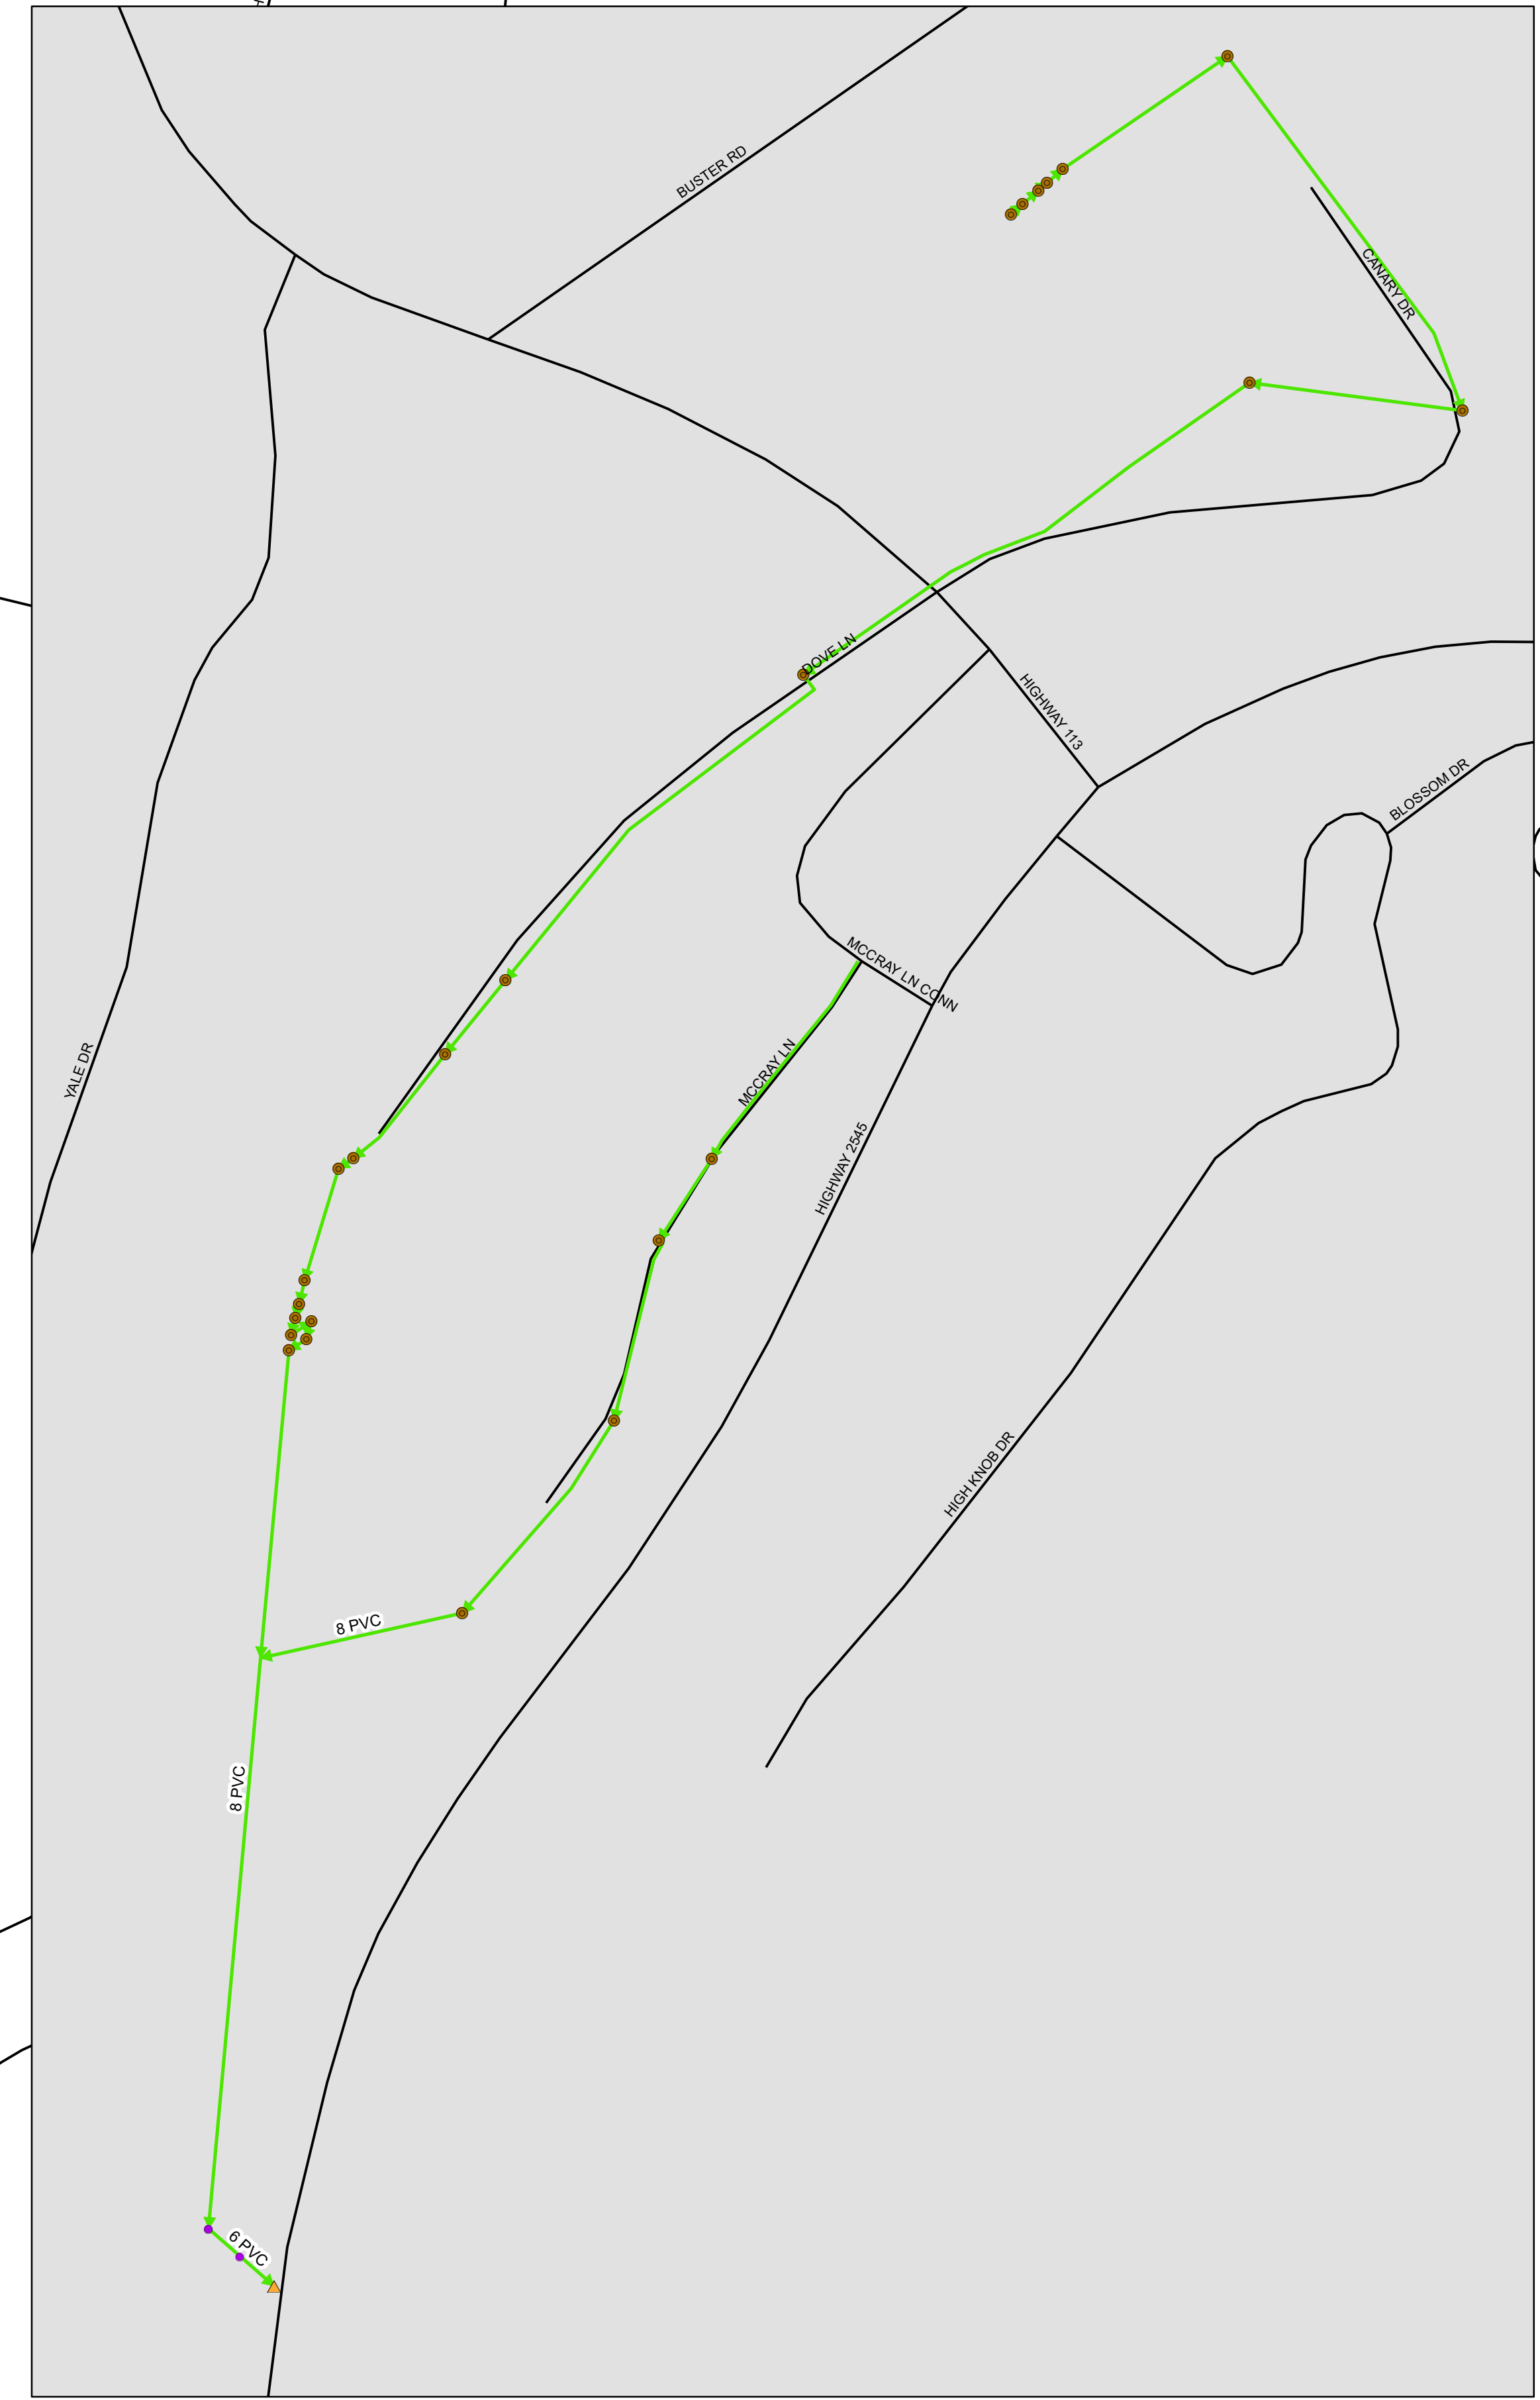 BUSTER RD
CANARY DR
DOVE LN
HIGHWAY 113
BLOSSOM DR
MCCRAY LN CONN
YALE DR
MCCRAY LN
HIGHWAY 2545
HIGH KNOB DR
8 PVC
8 PVC
6 PVC